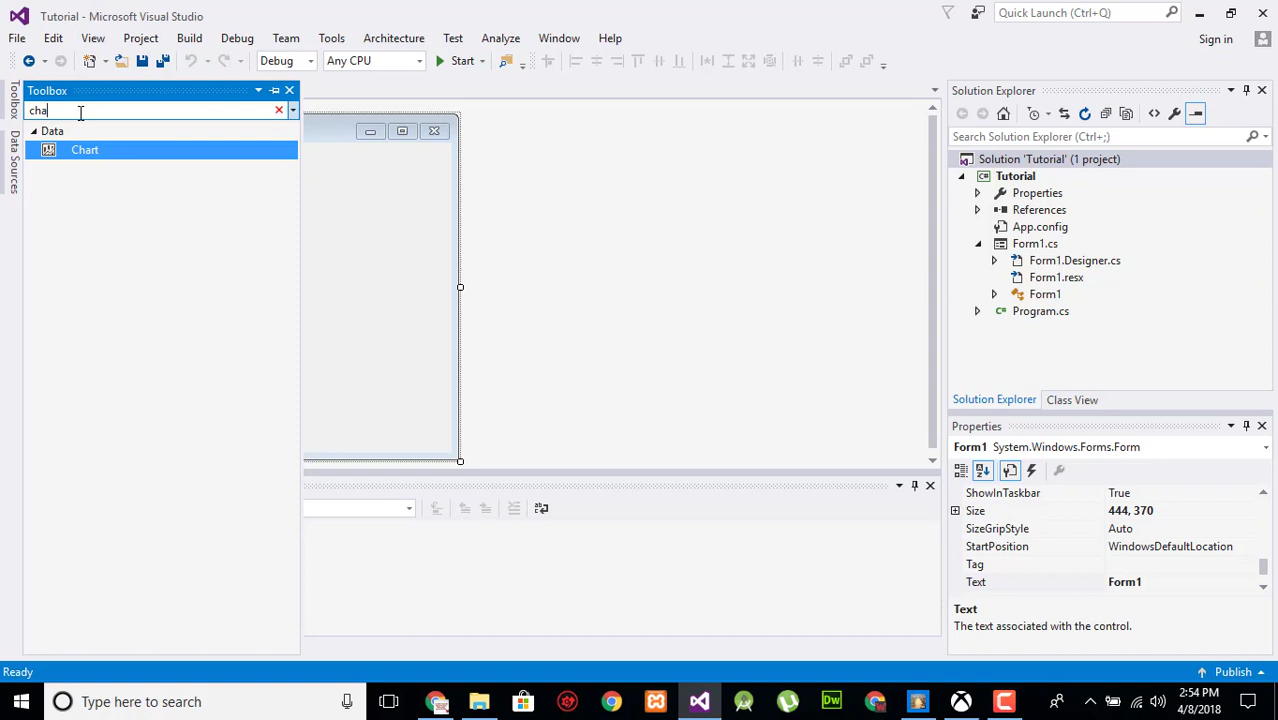 Tutorial - Microsoft Visual Studio
Quick Launch (Ctrl+Q)
File Edit View Project Build Debug Team Tools Architecture Test Analyze Window Help
Sign in
Debug Any CPU Start
Toolbox
Data Sources
Toolbox
cha
Data
Chart
Solution Explorer
Search Solution Explorer (Ctrl+;)
Solution 'Tutorial' (1 project)
C# Tutorial
Properties
References
App.config
Form1.cs
Form1.Designer.cs
Form1.resx
Form1
C# Program.cs
Solution Explorer Class View
Properties
Form1 System.Windows.Forms.Form
ShowInTaskbar True
Size 444, 370
SizeGripStyle Auto
StartPosition WindowsDefaultLocation
Tag
Text Form1
Text
The text associated with the control.
Ready
Publish
Type here to search
Dw
2:54 PM
4/8/2018